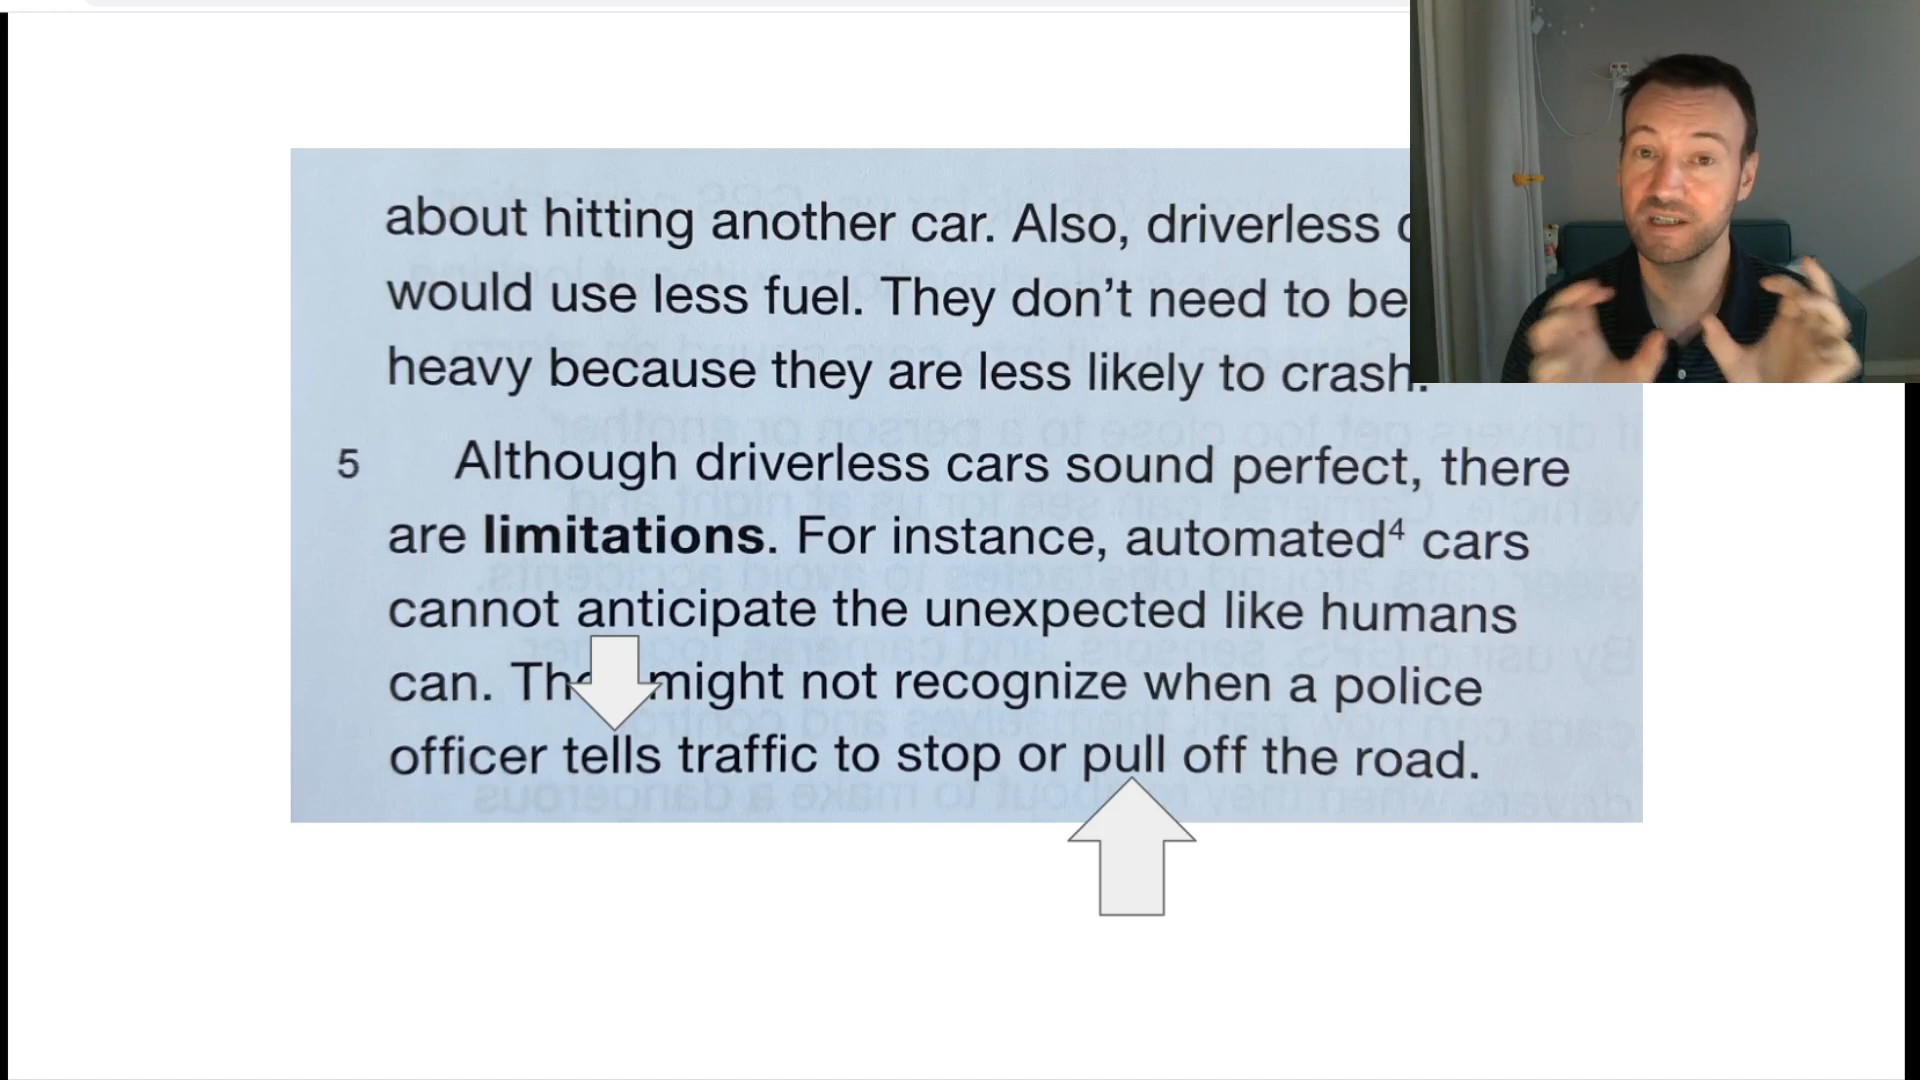 about hitting another car. Also, driverless
would use less fuel. They don’t need to be
heavy because they are less likely to crash.
5 Although driverless cars sound perfect, there
are limitations. For instance, automated⁴ cars
cannot anticipate the unexpected like humans
can. might not recognize when a police
officer tells traffic to stop or pull off the road.